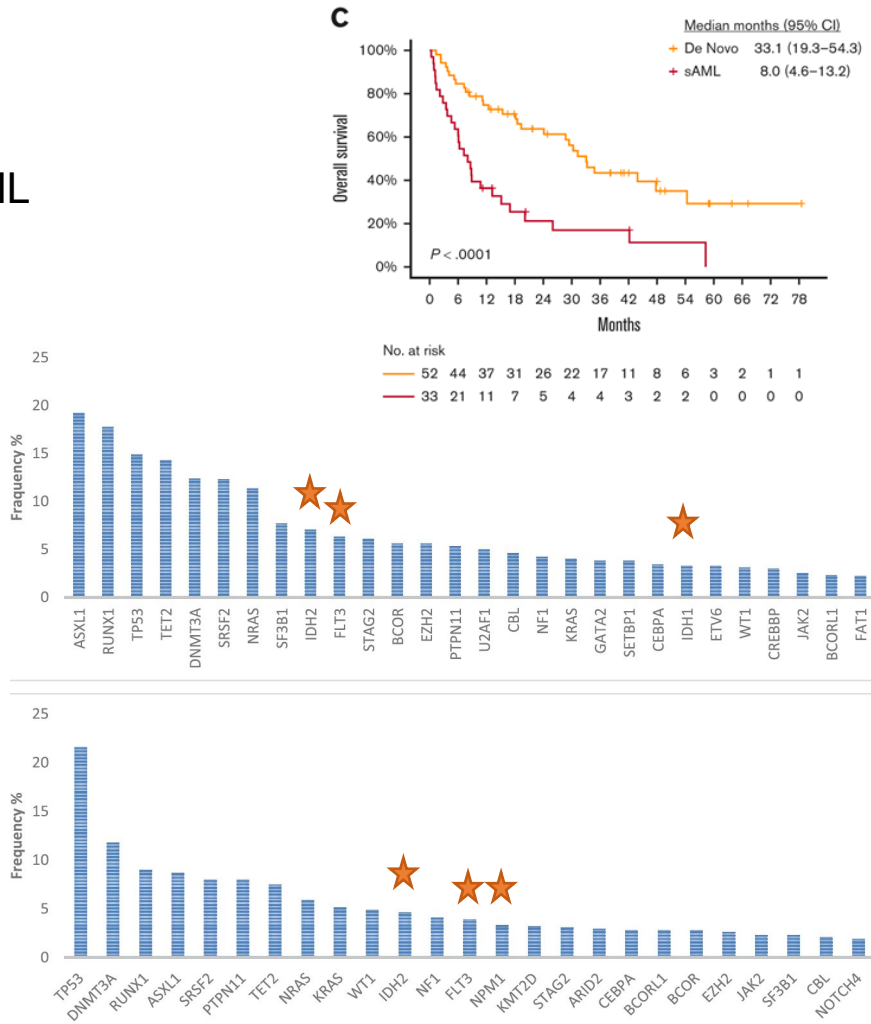 C
Median months (95% CI)
De Novo 33.1 (19.3–54.3)
sAML 8.0 (4.6–13.2)
100%
80%
60%
40%
20%
0%
Overall survival
P < .0001
0 6 12 18 24 30 36 42 48 54 60 66 72 78
Months
No. at risk
52 44 37 31 26 22 17 11 8 6 3 2 1 1
33 21 11 7 5 4 4 3 2 2 0 0 0 0
ML
25
20
15
10
5
0
Fraquency %
ASXL1 RUNX1 TP53 TET2 DNMT3A SRSF2 NRAS SF3B1 IDH2 FLT3 STAG2 BCOR EZH2 PTPN11 U2AF1 CBL NF1 KRAS GATA2 SETBP1 CEBPA IDH1 ETV6 WT1 CREBBP JAK2 BCORL1 FAT1
25
20
15
10
5
0
Frequency %
TP53 DNMT3A RUNX1 ASXL1 SRSF2 PTPN11 TET2 NRAS KRAS WT1 IDH2 NF1 FLT3 NPM1 KMT2D STAG2 ARID2 CEBPA BCORL1 BCOR EZH2 JAK2 SF3B1 CBL NOTCH4